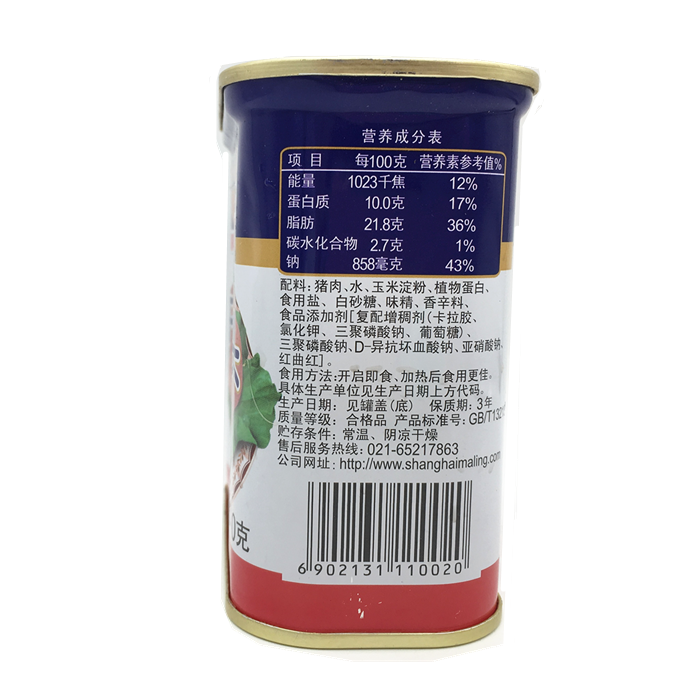 营养成分表
项 目 每100克 营养素参考值%
能量 1023千焦 12%
蛋白质 10.0克 17%
脂肪 21.8克 36%
碳水化合物 2.7克 1%
钠 858毫克 43%
配料:猪肉、水、玉米淀粉、植物蛋白、
食用盐、白砂糖、味精、香辛料、
食品添加剂[复配增稠剂(卡拉胶、
氯化钾、三聚磷酸钠、葡萄糖)、
三聚磷酸钠、D-异抗坏血酸钠、亚硝酸钠、
红曲红]。
食用方法:开启即食、加热后食用更佳。
具体生产单位见生产日期上方代码。
生产日期: 见罐盖(底) 保质期: 3年
质量等级: 合格品 产品标准号: GB/T1321
贮存条件: 常温、阴凉干燥
售后服务热线: 021-65217863
公司网址: http://www.shanghaimaling.com
0克
6 902131 110020